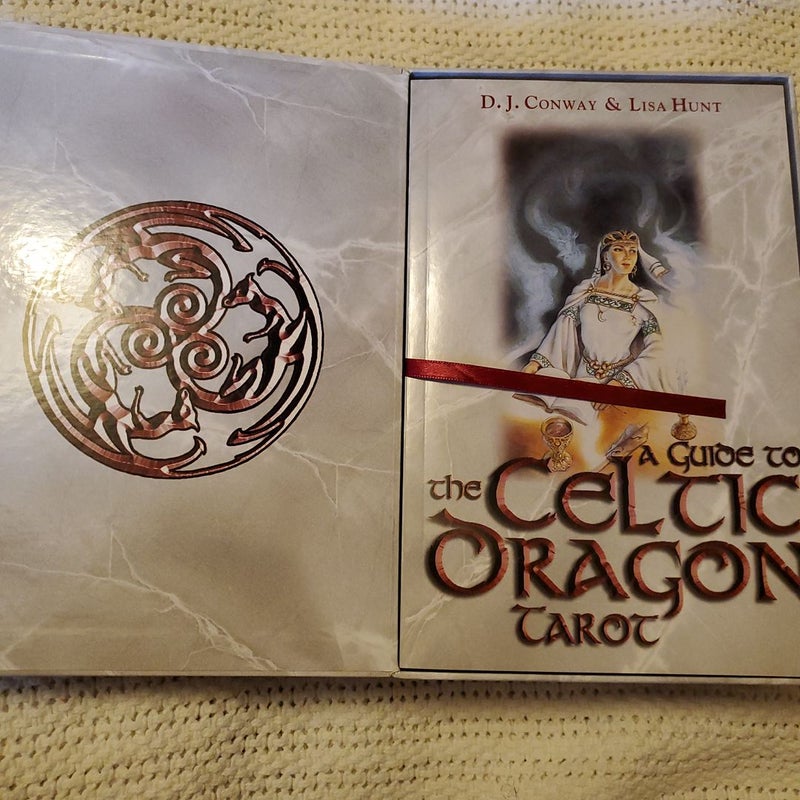 D. J. CONWAY & LISA HUNT
A GUIDE TO
THE CELTIC
DRAGON
TAROT